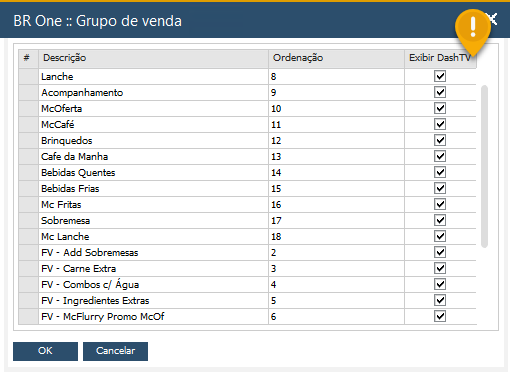 BR One :: Grupo de venda
# Descrição Ordenação Exibir DashTV
Lanche 8
Acompanhamento 9
McOferta 10
McCafé 11
Brinquedos 12
Cafe da Manha 13
Bebidas Quentes 14
Bebidas Frias 15
Mc Fritas 16
Sobremesa 17
Mc Lanche 18
FV - Add Sobremesas 2
FV - Carne Extra 3
FV - Combos c/ Água 4
FV - Ingredientes Extras 5
FV - McFlurry Promo McOf 6
OK Cancelar